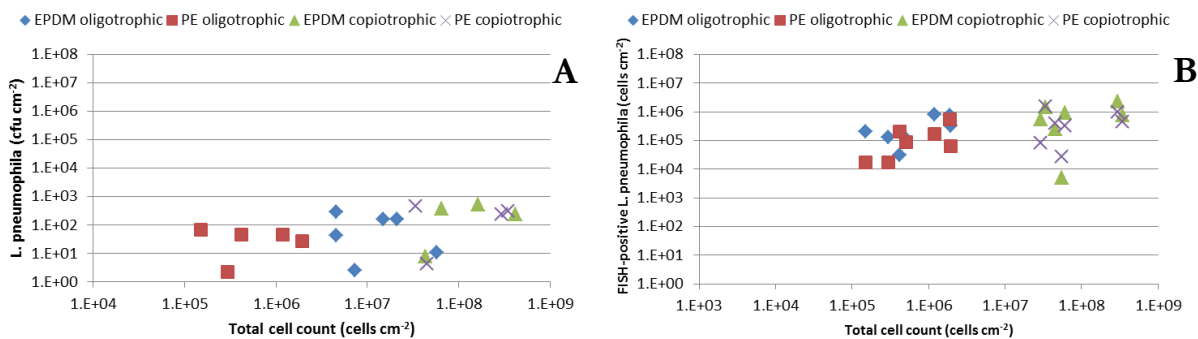 EPDM oligotrophic PE oligotrophic EPDM copiotrophic PE copiotrophic
A
L. pneumophila (cfu cm-2)
1.E+08
1.E+07
1.E+06
1.E+05
1.E+04
1.E+03
1.E+02
1.E+01
1.E+00
1.E+04 1.E+05 1.E+06 1.E+07 1.E+08 1.E+09
Total cell count (cells cm-2)
EPDM oligotrophic PE oligotrophic EPDM copiotrophic PE copiotrophic
B
FISH-positive L. pneumophila (cells cm-2)
1.E+08
1.E+07
1.E+06
1.E+05
1.E+04
1.E+03
1.E+02
1.E+01
1.E+00
1.E+03 1.E+04 1.E+05 1.E+06 1.E+07 1.E+08 1.E+09
Total cell count (cells cm-2)